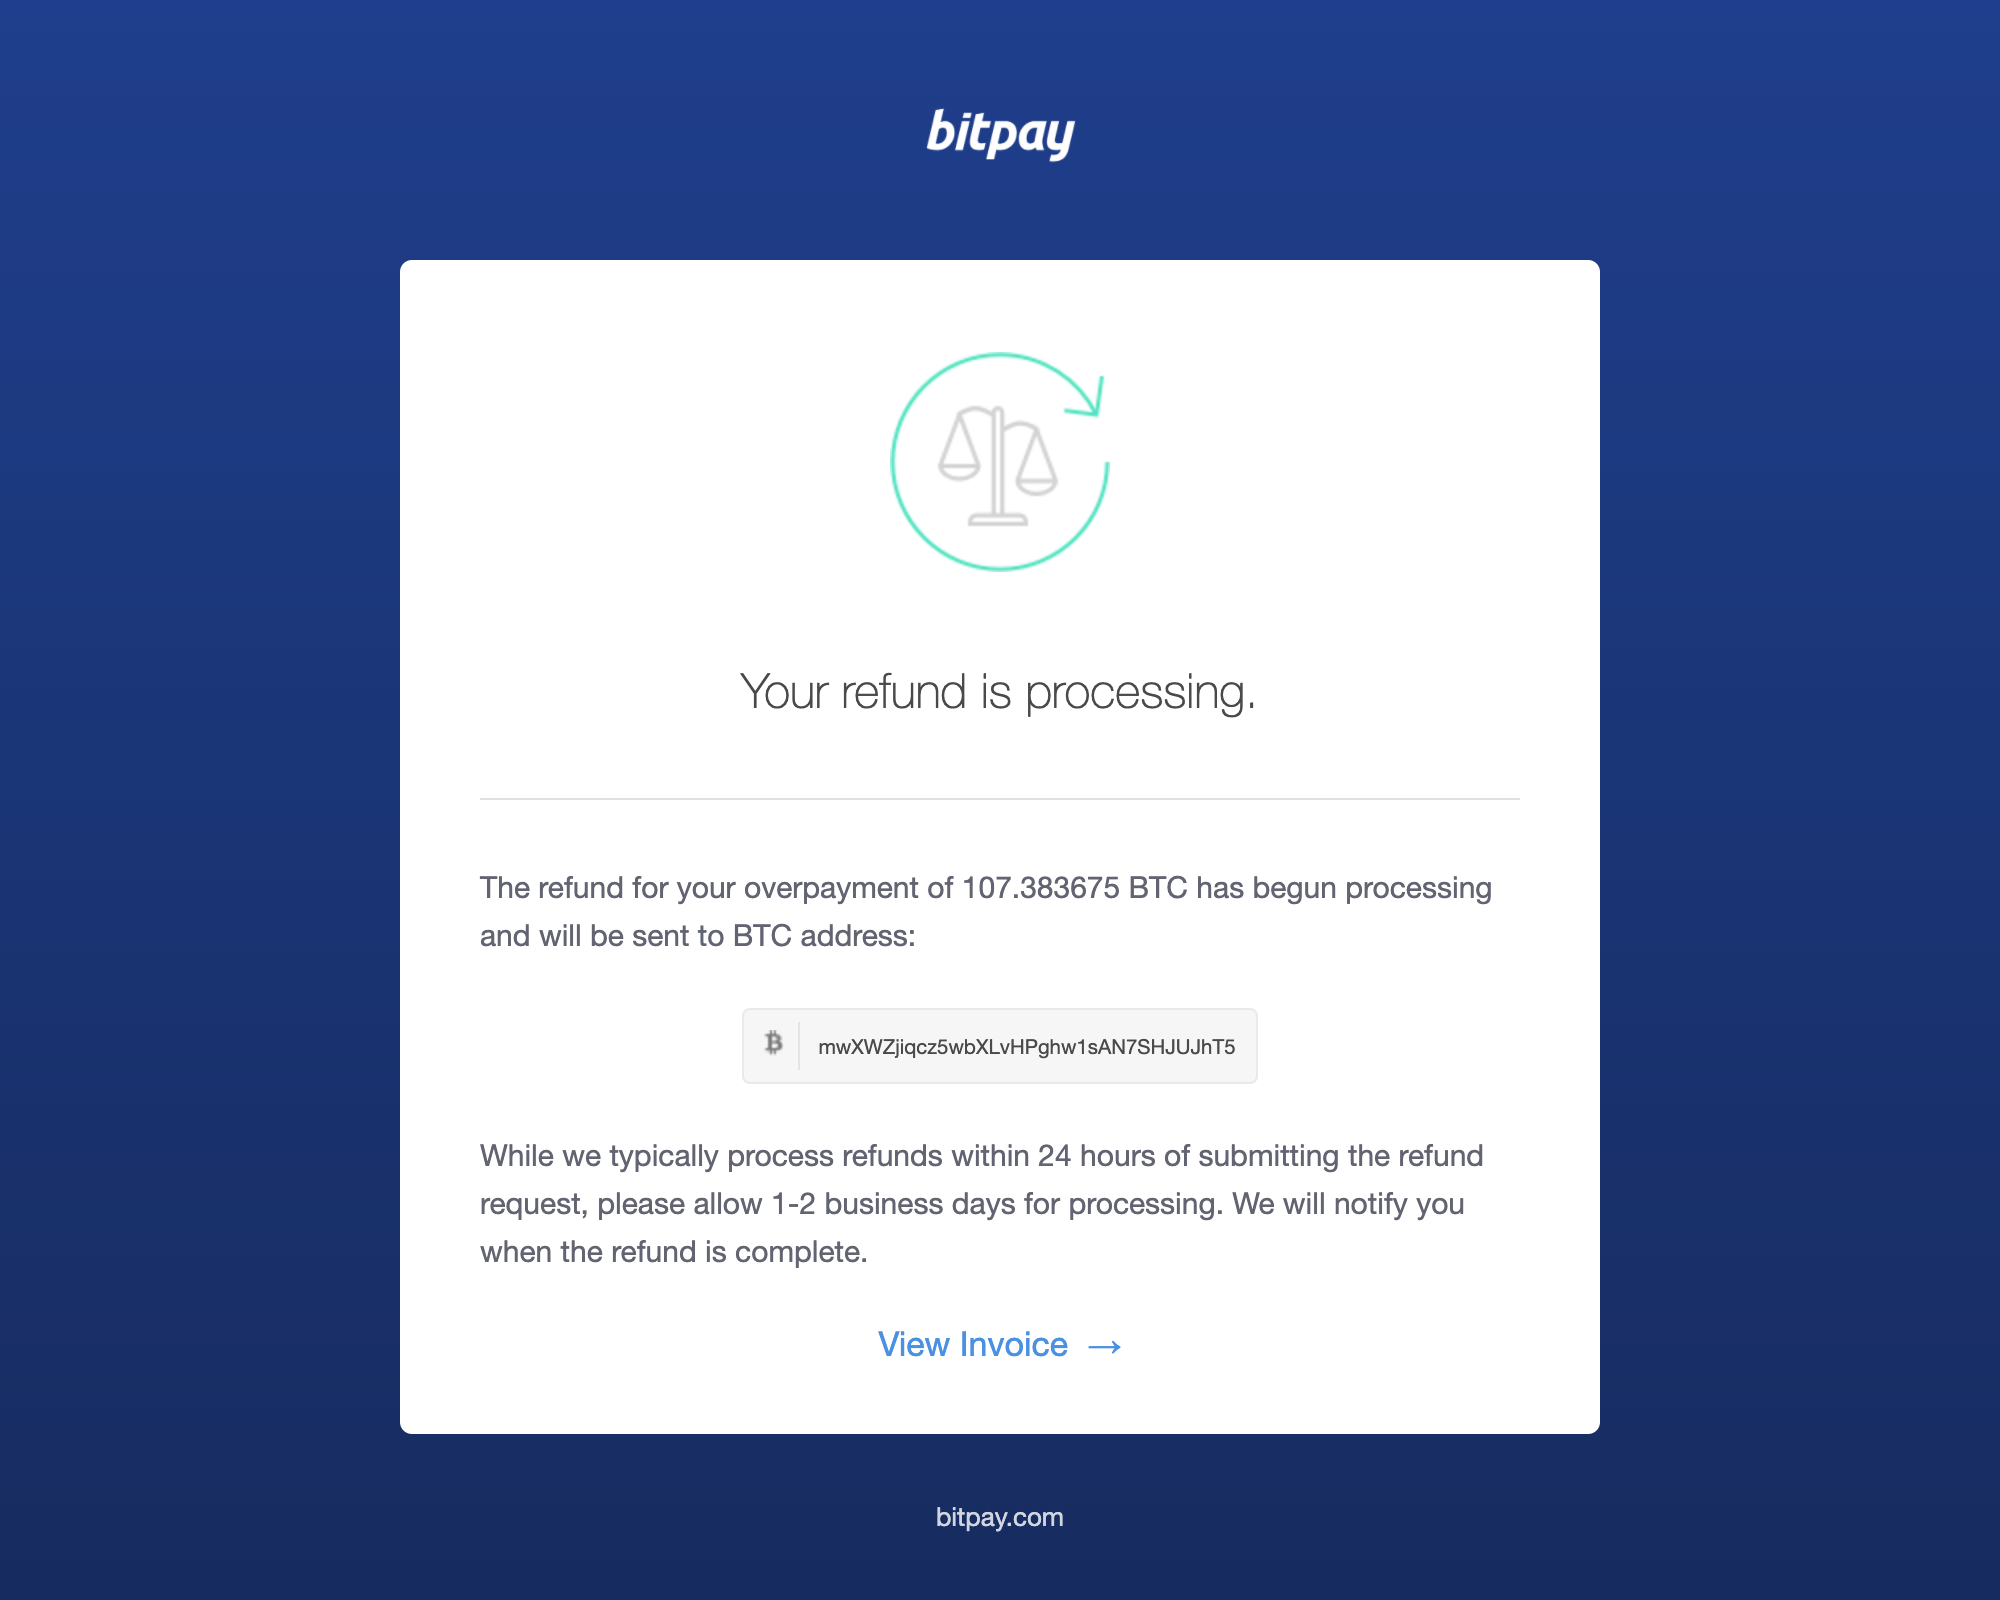 bitpay
Your refund is processing.
The refund for your overpayment of 107.383675 BTC has begun processing
and will be sent to BTC address:
mwXWZjiqcz5wbXLvHPghw1sAN7SHJUJhT5
While we typically process refunds within 24 hours of submitting the refund
request, please allow 1-2 business days for processing. We will notify you
when the refund is complete.
View Invoice →
bitpay.com